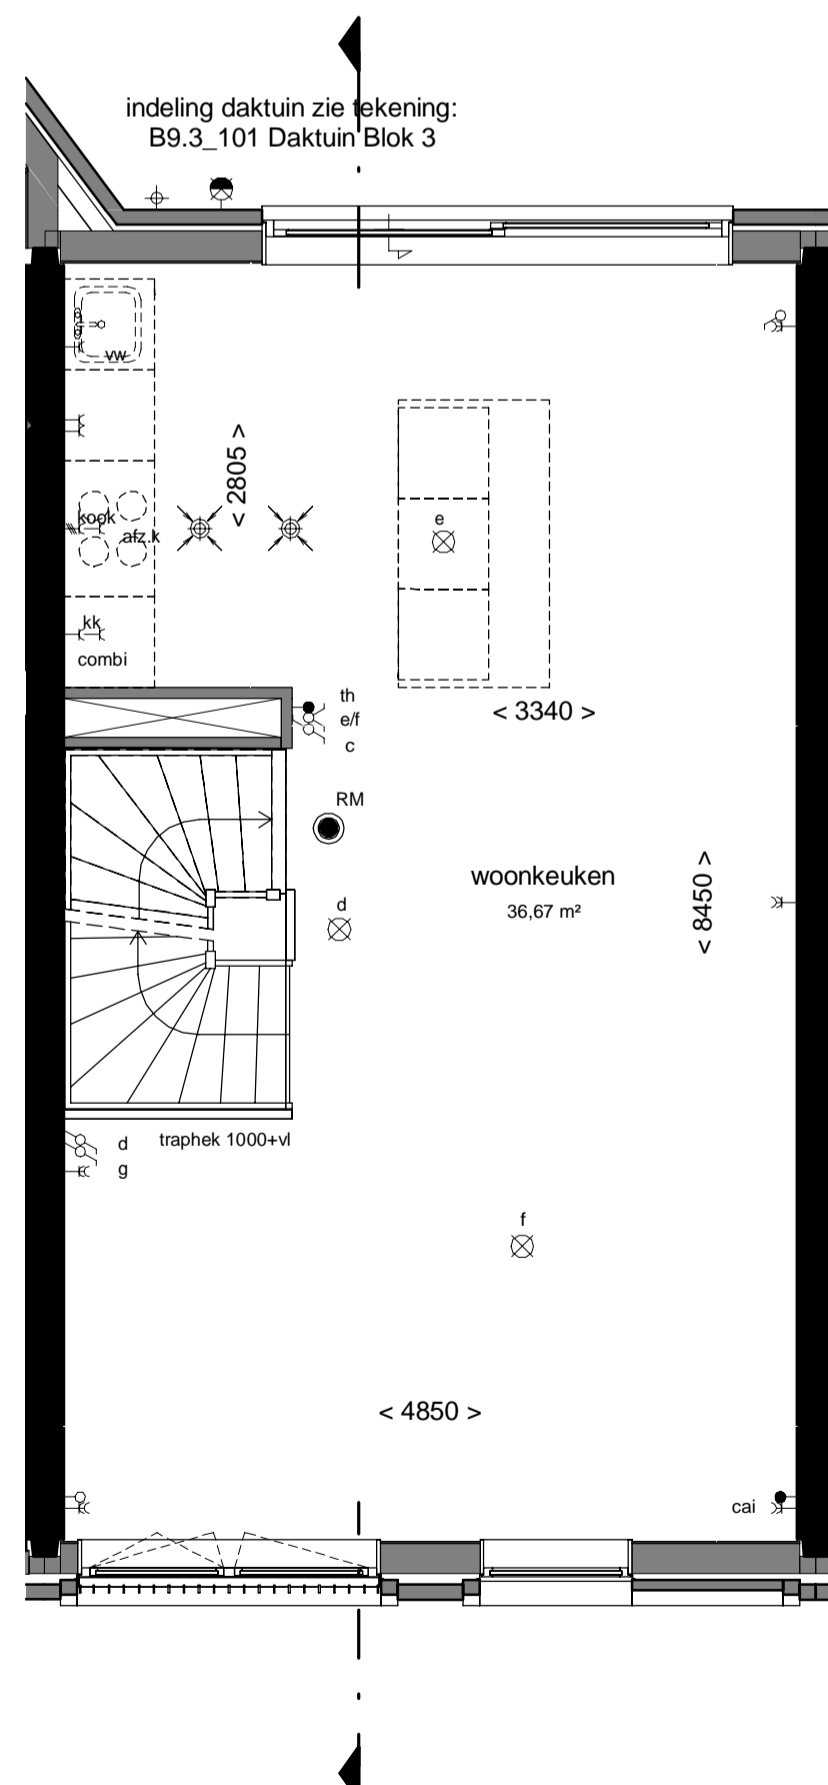 indeling daktuin zie tekening:
B9.3_101 Daktuin Blok 3
vw
< 2805 >
kook
afz.k
e
kk
combi
th
e/f
c
< 3340 >
RM
woonkeuken
36,67 m²
< 8450 >
d
traphek 1000+vl
d
g
f
< 4850 >
cai